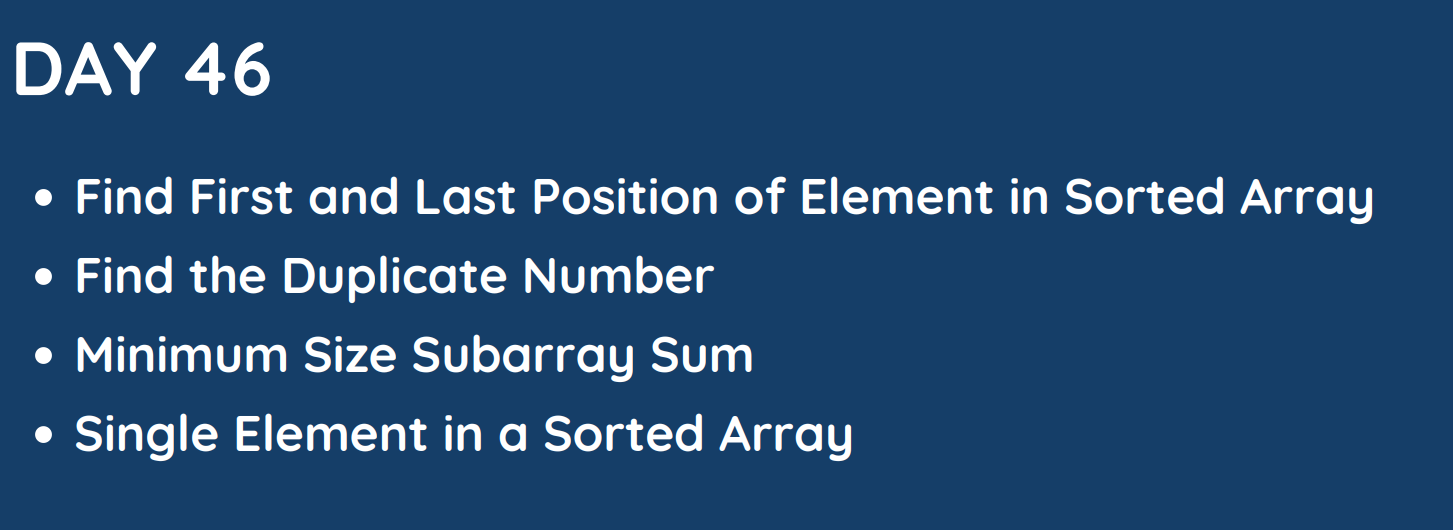 DAY 46
• Find First and Last Position of Element in Sorted Array
• Find the Duplicate Number
• Minimum Size Subarray Sum
• Single Element in a Sorted Array